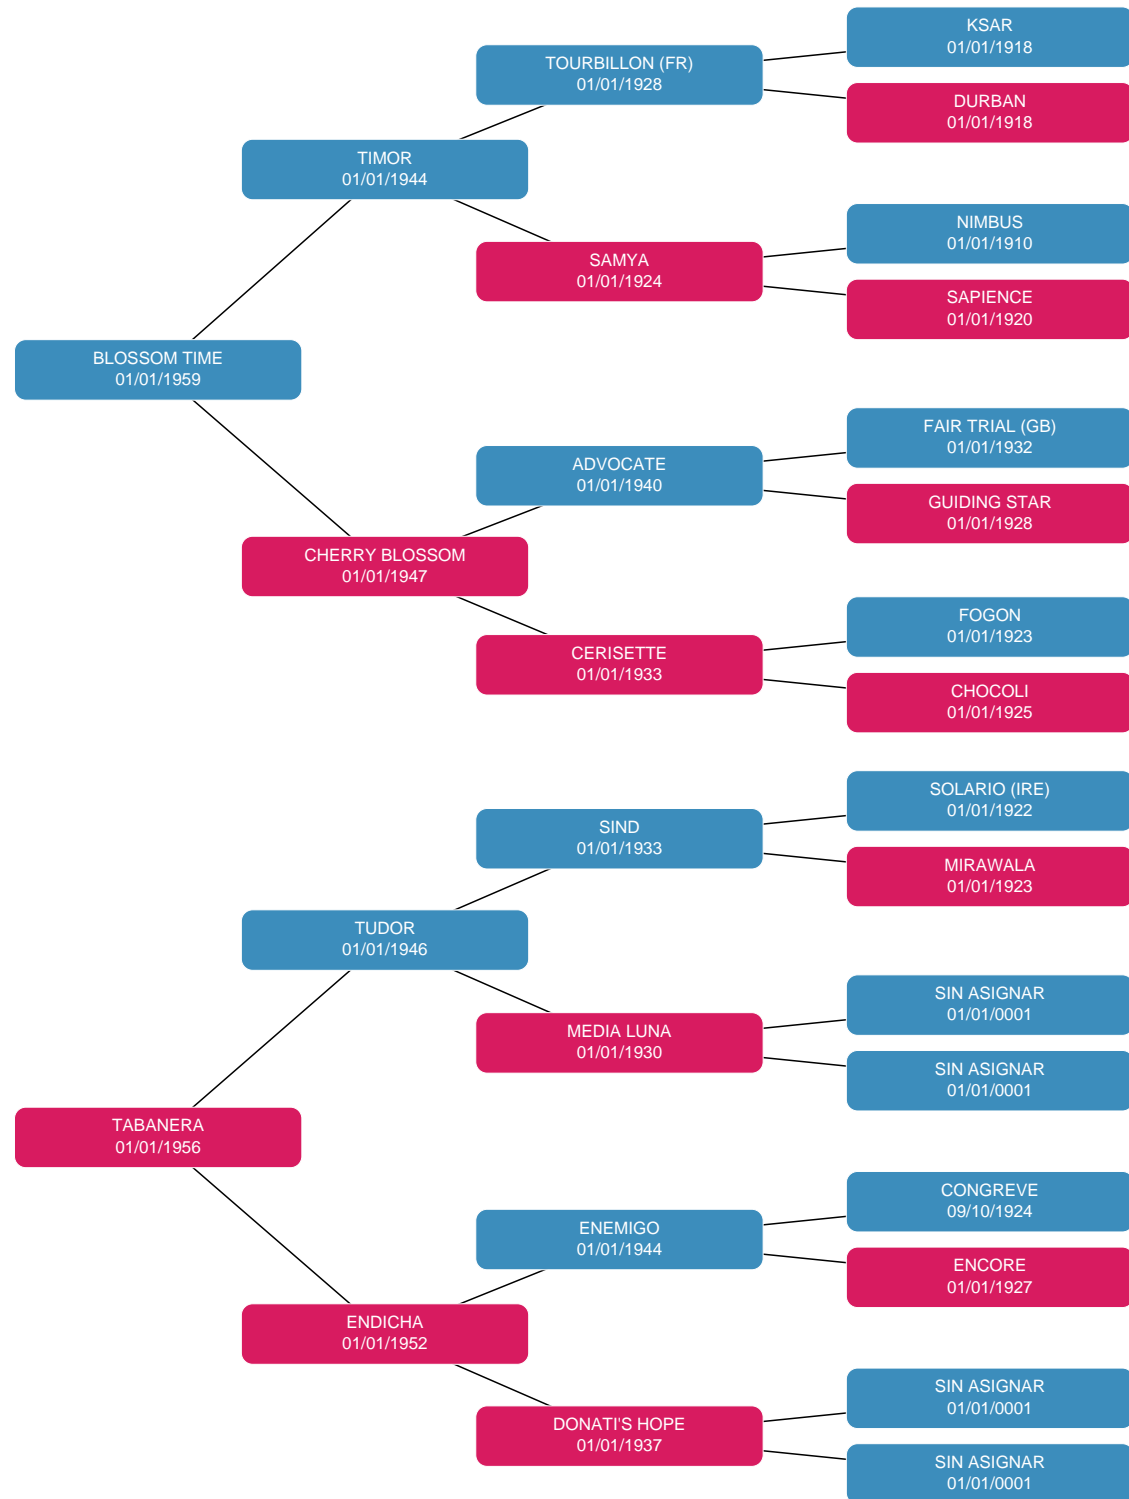 KSAR
01/01/1918
TOURBILLON (FR)
01/01/1928
DURBAN
01/01/1918
TIMOR
01/01/1944
NIMBUS
01/01/1910
SAMYA
01/01/1924
SAPIENCE
01/01/1920
BLOSSOM TIME
01/01/1959
FAIR TRIAL (GB)
01/01/1932
ADVOCATE
01/01/1940
GUIDING STAR
01/01/1928
CHERRY BLOSSOM
01/01/1947
FOGON
01/01/1923
CERISETTE
01/01/1933
CHOCOLI
01/01/1925
SOLARIO (IRE)
01/01/1922
SIND
01/01/1933
MIRAWALA
01/01/1923
TUDOR
01/01/1946
SIN ASIGNAR
01/01/0001
MEDIA LUNA
01/01/1930
SIN ASIGNAR
01/01/0001
TABANERA
01/01/1956
CONGREVE
09/10/1924
ENEMIGO
01/01/1944
ENCORE
01/01/1927
ENDICHA
01/01/1952
SIN ASIGNAR
01/01/0001
DONATI'S HOPE
01/01/1937
SIN ASIGNAR
01/01/0001